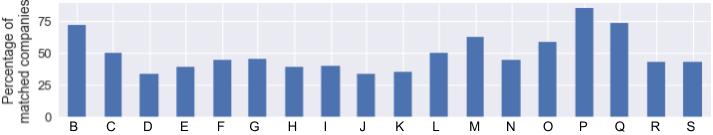 Percentage of
matched companies
75
50
25
0
B C D E F G H I J K L M N O P Q R S